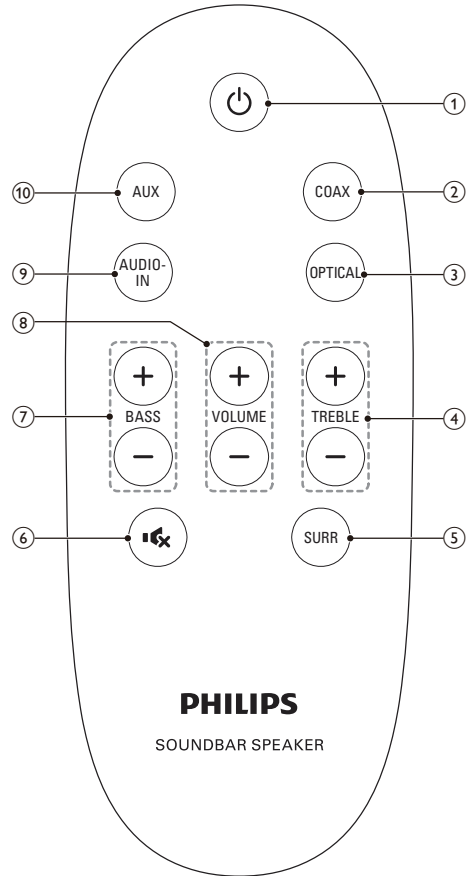 ①
⑩ AUX COAX ②
⑨ AUDIO-
IN OPTICAL ③
⑧
+ + +
⑦ BASS VOLUME TREBLE ④
− − −
⑥ SURR ⑤
PHILIPS
SOUNDBAR SPEAKER